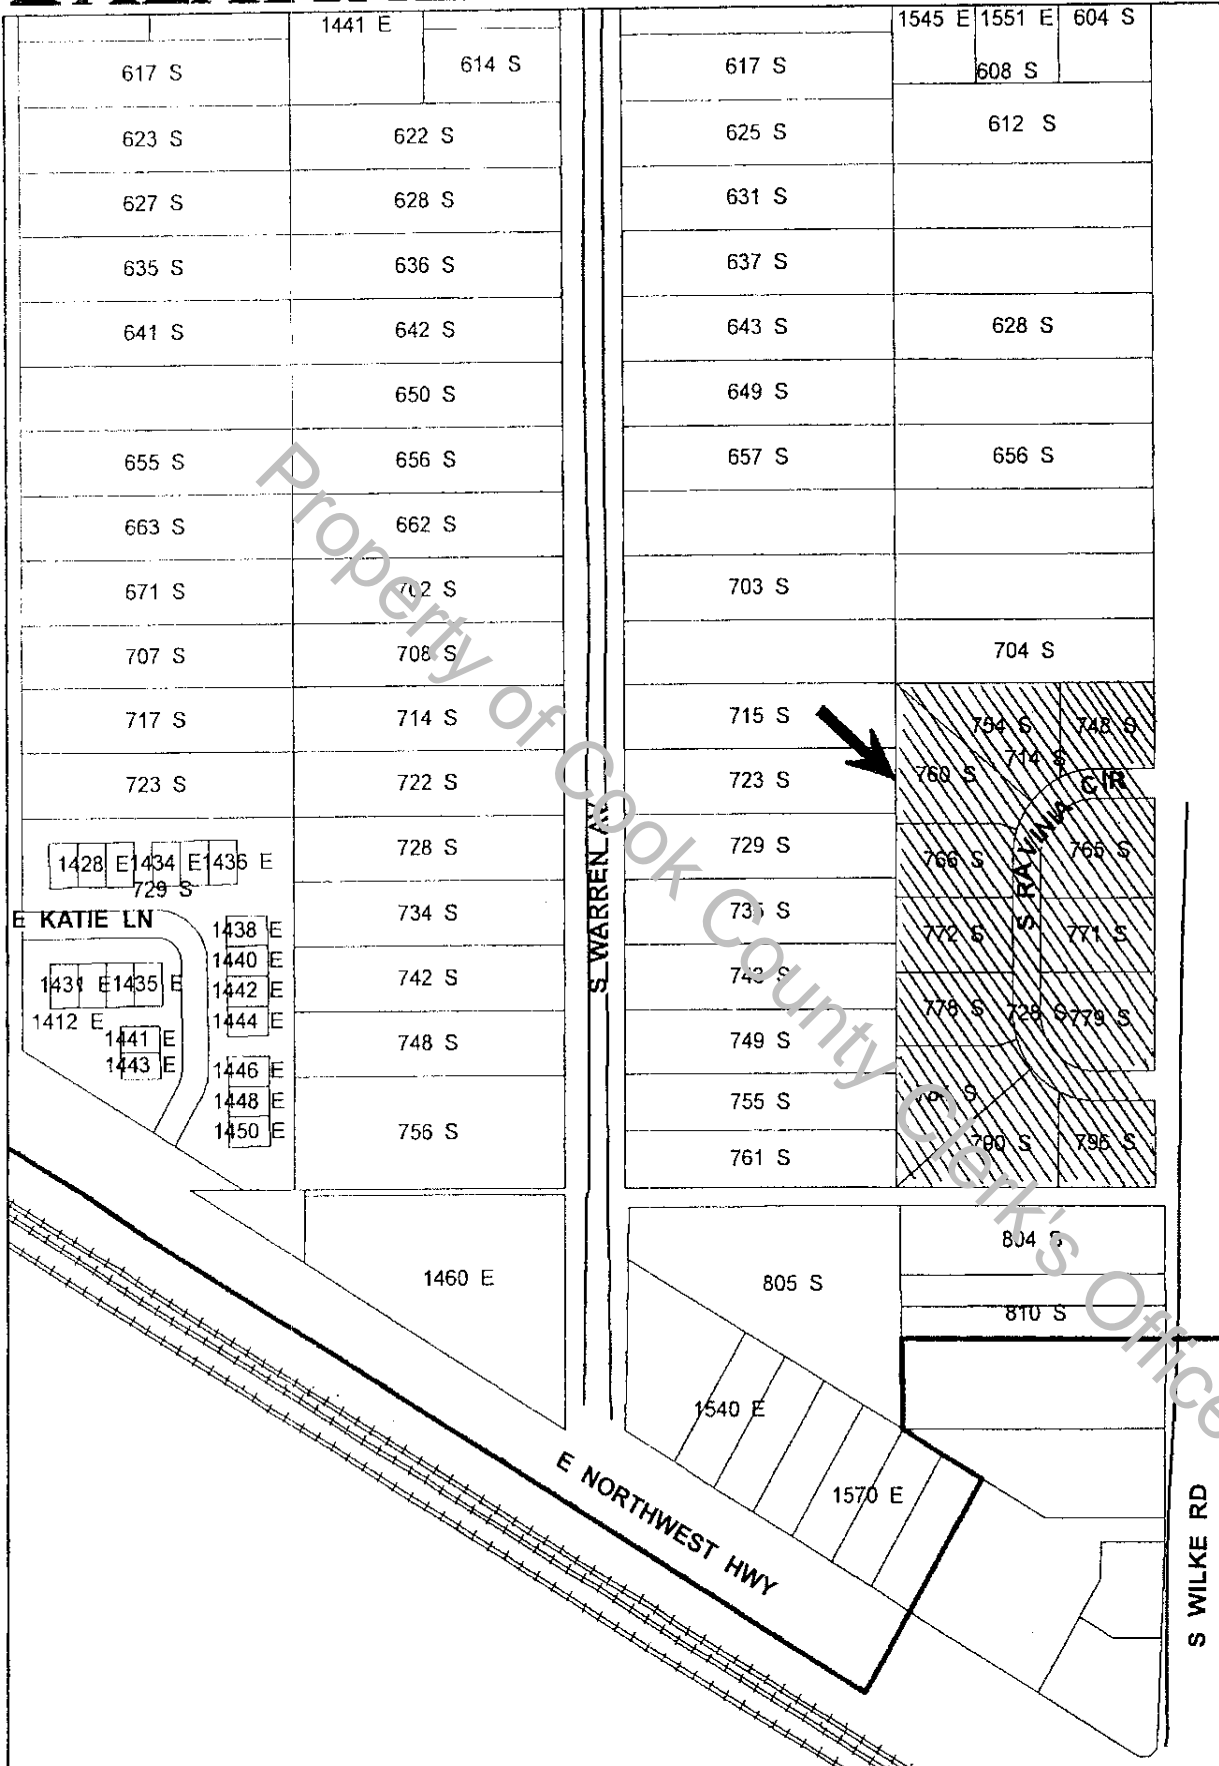 1441 E
1545 E 1551 E 604 S
617 S
614 S
617 S
608 S
623 S
622 S
625 S
612 S
627 S
628 S
631 S
635 S
636 S
637 S
641 S
642 S
643 S
628 S
650 S
649 S
655 S
656 S
657 S
656 S
663 S
662 S
671 S
702 S
703 S
707 S
708 S
704 S
717 S
714 S
715 S
754 S
748 S
714 S
723 S
722 S
723 S
760 S
S RAVINIA CIR
728 S
729 S
766 S
765 S
1428 E 1434 E 1436 E
729 S
E KATIE LN
1438 E
734 S
735 S
772 S
771 S
1440 E
1431 E 1435 E
1442 E
742 S
743 S
1412 E
1444 E
778 S
728 S
779 S
1441 E
748 S
749 S
1443 E
1446 E
1448 E
755 S
1450 E
756 S
761 S
790 S
S WARREN AV
804 S
1460 E
805 S
810 S
1540 E
1570 E
E NORTHWEST HWY
S WILKE RD
Property of Cook County Clerk's Office